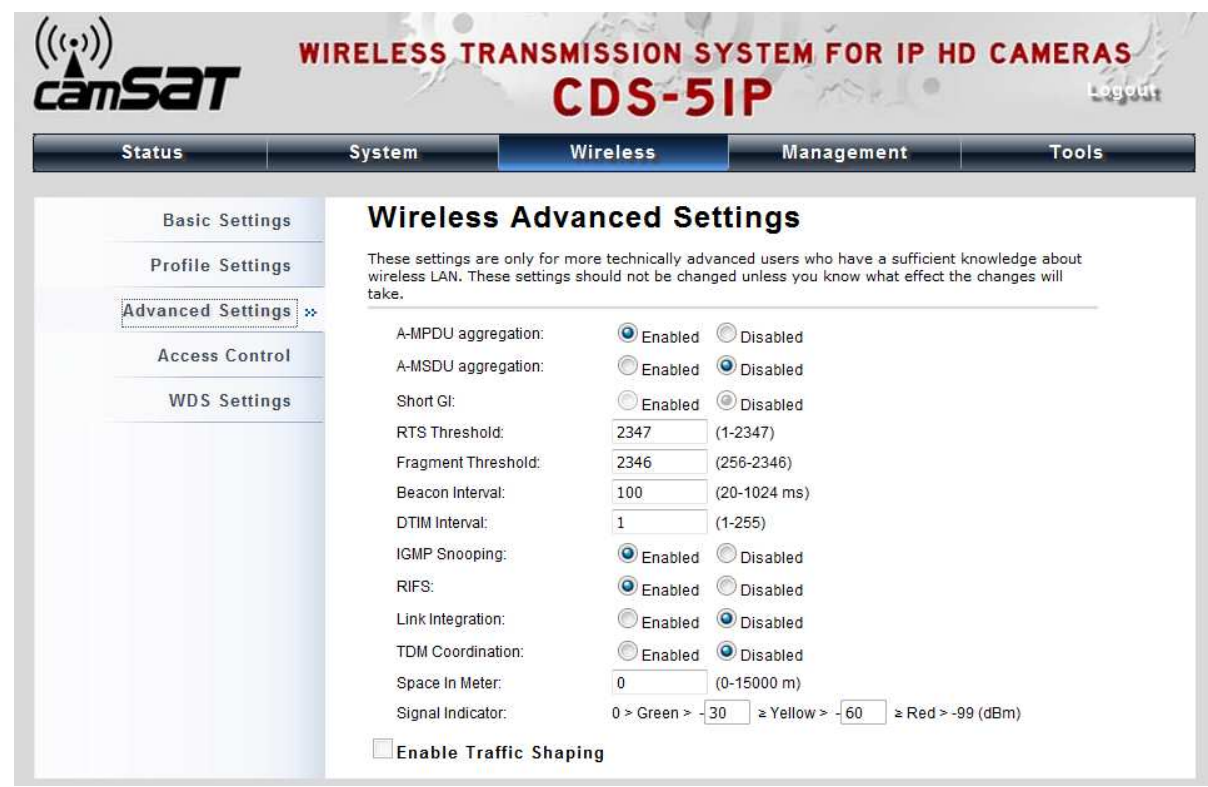 camsat
WIRELESS TRANSMISSION SYSTEM FOR IP HD CAMERAS
CDS-5IP
Logout
Status System Wireless Management Tools
Basic Settings
Profile Settings
Advanced Settings »
Access Control
WDS Settings
Wireless Advanced Settings
These settings are only for more technically advanced users who have a sufficient knowledge about
wireless LAN. These settings should not be changed unless you know what effect the changes will
take.
A-MPDU aggregation: Enabled Disabled
A-MSDU aggregation: Enabled Disabled
Short GI: Enabled Disabled
RTS Threshold: 2347 (1-2347)
Fragment Threshold: 2346 (256-2346)
Beacon Interval: 100 (20-1024 ms)
DTIM Interval: 1 (1-255)
IGMP Snooping: Enabled Disabled
RIFS: Enabled Disabled
Link Integration: Enabled Disabled
TDM Coordination: Enabled Disabled
Space In Meter: 0 (0-15000 m)
Signal Indicator: 0 > Green > -30 ≥ Yellow > -60 ≥ Red > -99 (dBm)
Enable Traffic Shaping